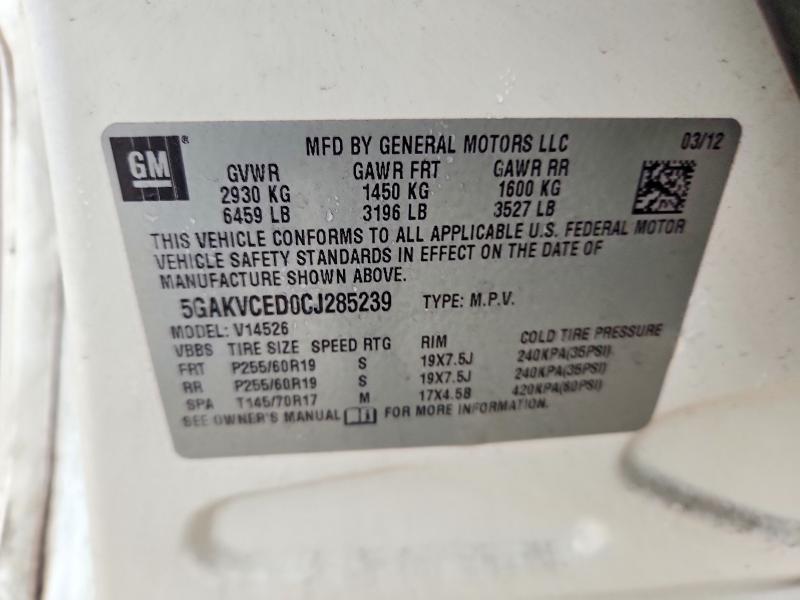 GM
MFD BY GENERAL MOTORS LLC 03/12
GVWR GAWR FRT GAWR RR
2930 KG 1450 KG 1600 KG
6459 LB 3196 LB 3527 LB
THIS VEHICLE CONFORMS TO ALL APPLICABLE U.S. FEDERAL MOTOR
VEHICLE SAFETY STANDARDS IN EFFECT ON THE DATE OF
MANUFACTURE SHOWN ABOVE.
5GAKVCED0CJ285239 TYPE: M.P.V.
MODEL: V14526
VBBS TIRE SIZE SPEED RTG RIM COLD TIRE PRESSURE
FRT P255/60R19 S 19X7.5J 240KPA(35PSI)
RR P255/60R19 S 19X7.5J 240KPA(35PSI)
SPA T145/70R17 M 17X4.5B 420KPA(60PSI)
SEE OWNER'S MANUAL FOR MORE INFORMATION.